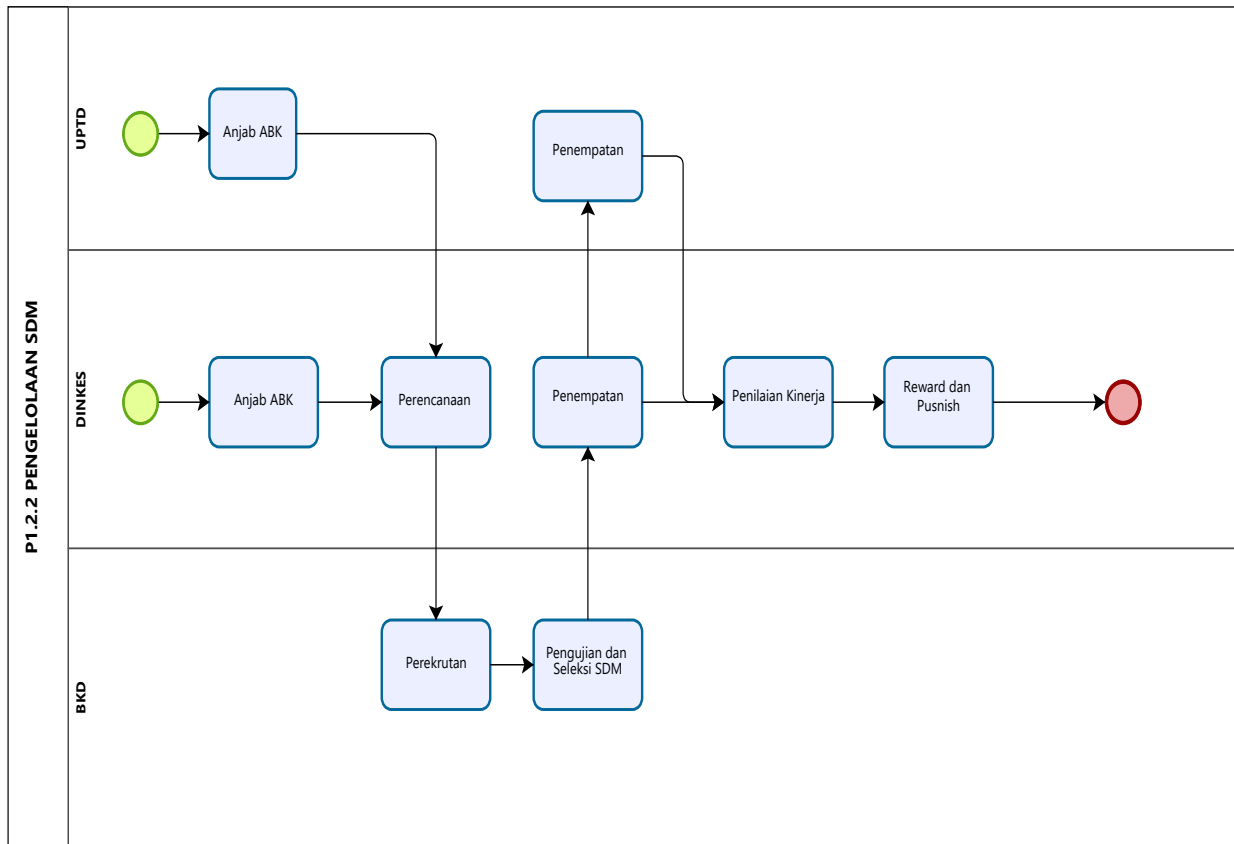 P1.2.2 PENGELOLAAN SDM
UPTD
Anjab ABK
Penempatan
DINKES
Anjab ABK
Perencanaan
Penempatan
Penilaian Kinerja
Reward dan
Pusnish
BKD
Perekrutan
Pengujian dan
Seleksi SDM